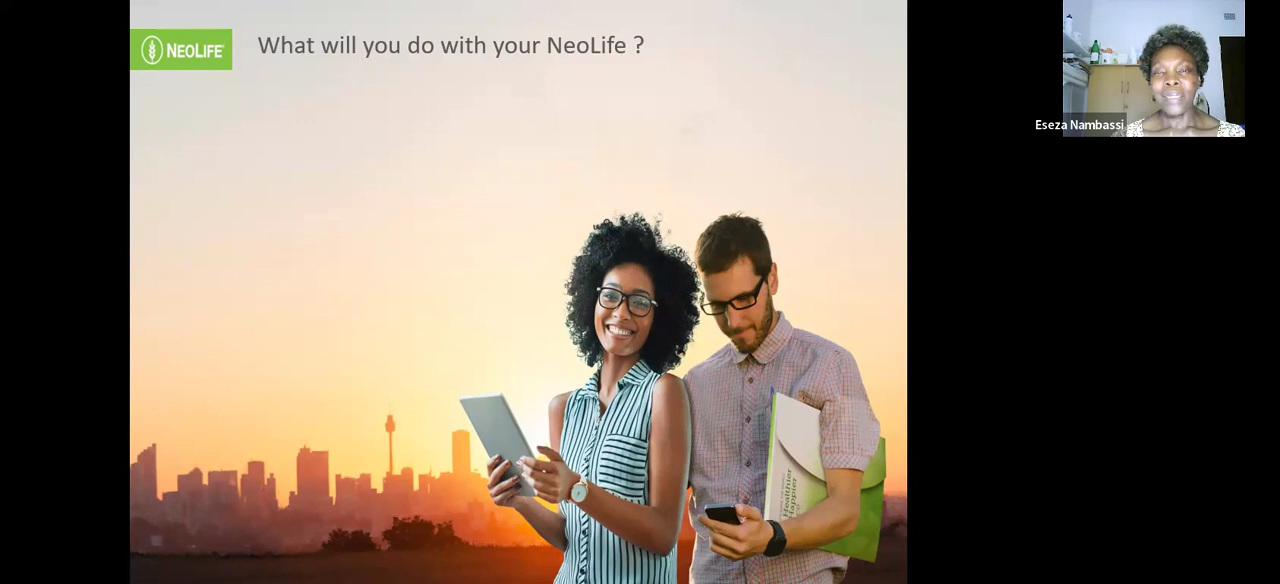 NEOLIFE
What will you do with your NeoLife ?
Eseza Nambassi
Healthier
Happier